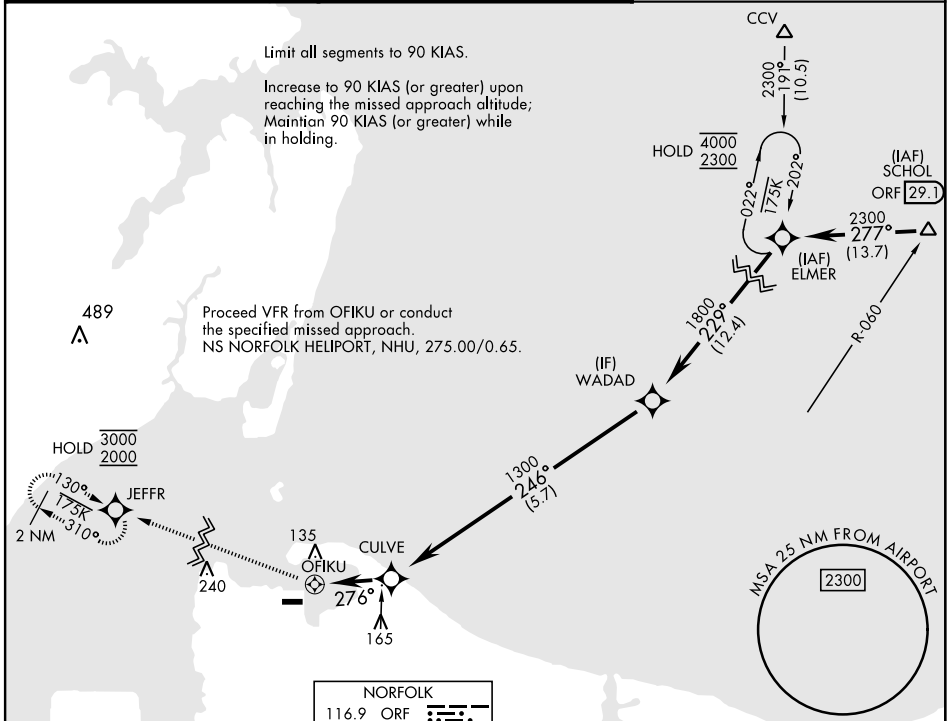 Limit all segments to 90 KIAS.
Increase to 90 KIAS (or greater) upon
reaching the missed approach altitude;
Maintian 90 KIAS (or greater) while
in holding.
CCV
2300
191°
(10.5)
HOLD 4000
2300
022°
175K
202°
(IAF)
SCHOL
ORF 29.1
2300
277°
(13.7)
(IAF)
ELMER
R-060
1800
229°
(12.4)
489
Proceed VFR from OFIKU or conduct
the specified missed approach.
NS NORFOLK HELIPORT, NHU, 275.00/0.65.
(IF)
WADAD
1300
246°
(5.7)
HOLD 3000
2000
130°
175K
310°
2 NM
JEFFR
240
135
OFIKU
CULVE
276°
165
MSA 25 NM FROM AIRPORT
2300
NORFOLK
116.9 ORF